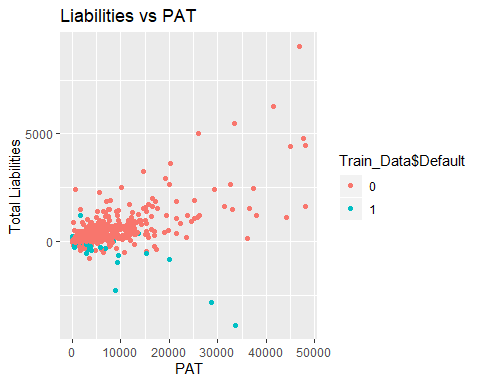 Liabilities vs PAT
Total Liabilities
5000
0
0
10000
20000
30000
40000
50000
PAT
Train_Data$Default
0
1